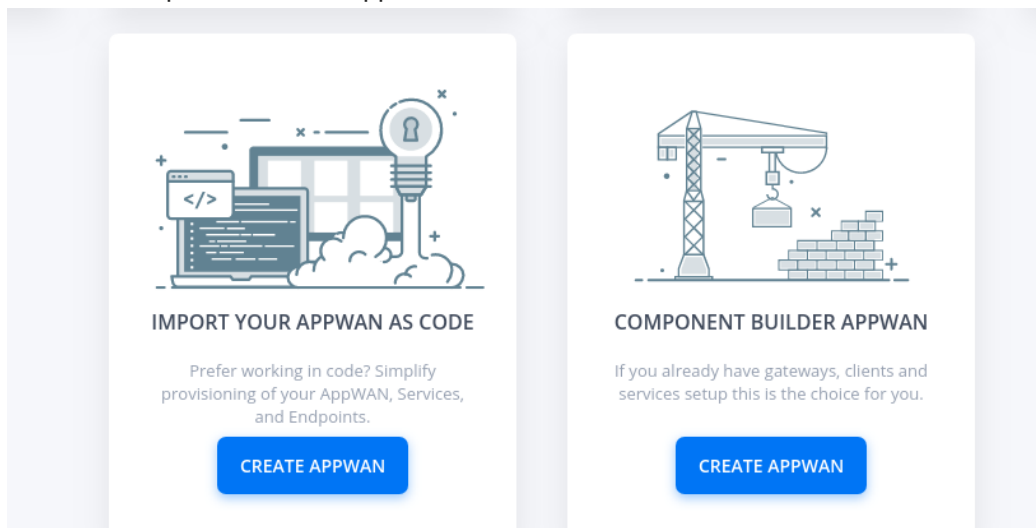 </>
IMPORT YOUR APPWAN AS CODE
Prefer working in code? Simplify
provisioning of your AppWAN, Services,
and Endpoints.
CREATE APPWAN
COMPONENT BUILDER APPWAN
If you already have gateways, clients and
services setup this is the choice for you.
CREATE APPWAN